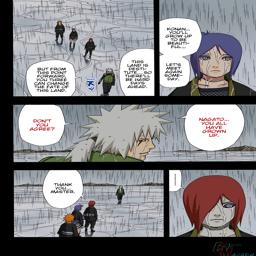 KONAN...
YOU'LL
GROW UP
TO BE
BEAUTI-
FUL...
LET'S
MEET
AGAIN
SOME-
DAY.
THIS
LAND IS
DESTI-
TUTE... SO
THERE'LL
BE HARD
DAYS
AHEAD.
BUT FROM
THIS POINT
FORWARD,
YOU THREE
CAN CHANGE
THE FATE OF
THIS LAND.
NAGATO...
YOU ALL
HAVE
GROWN
UP.
DON'T
YOU
AGREE?
THANK
YOU...
MASTER.
!